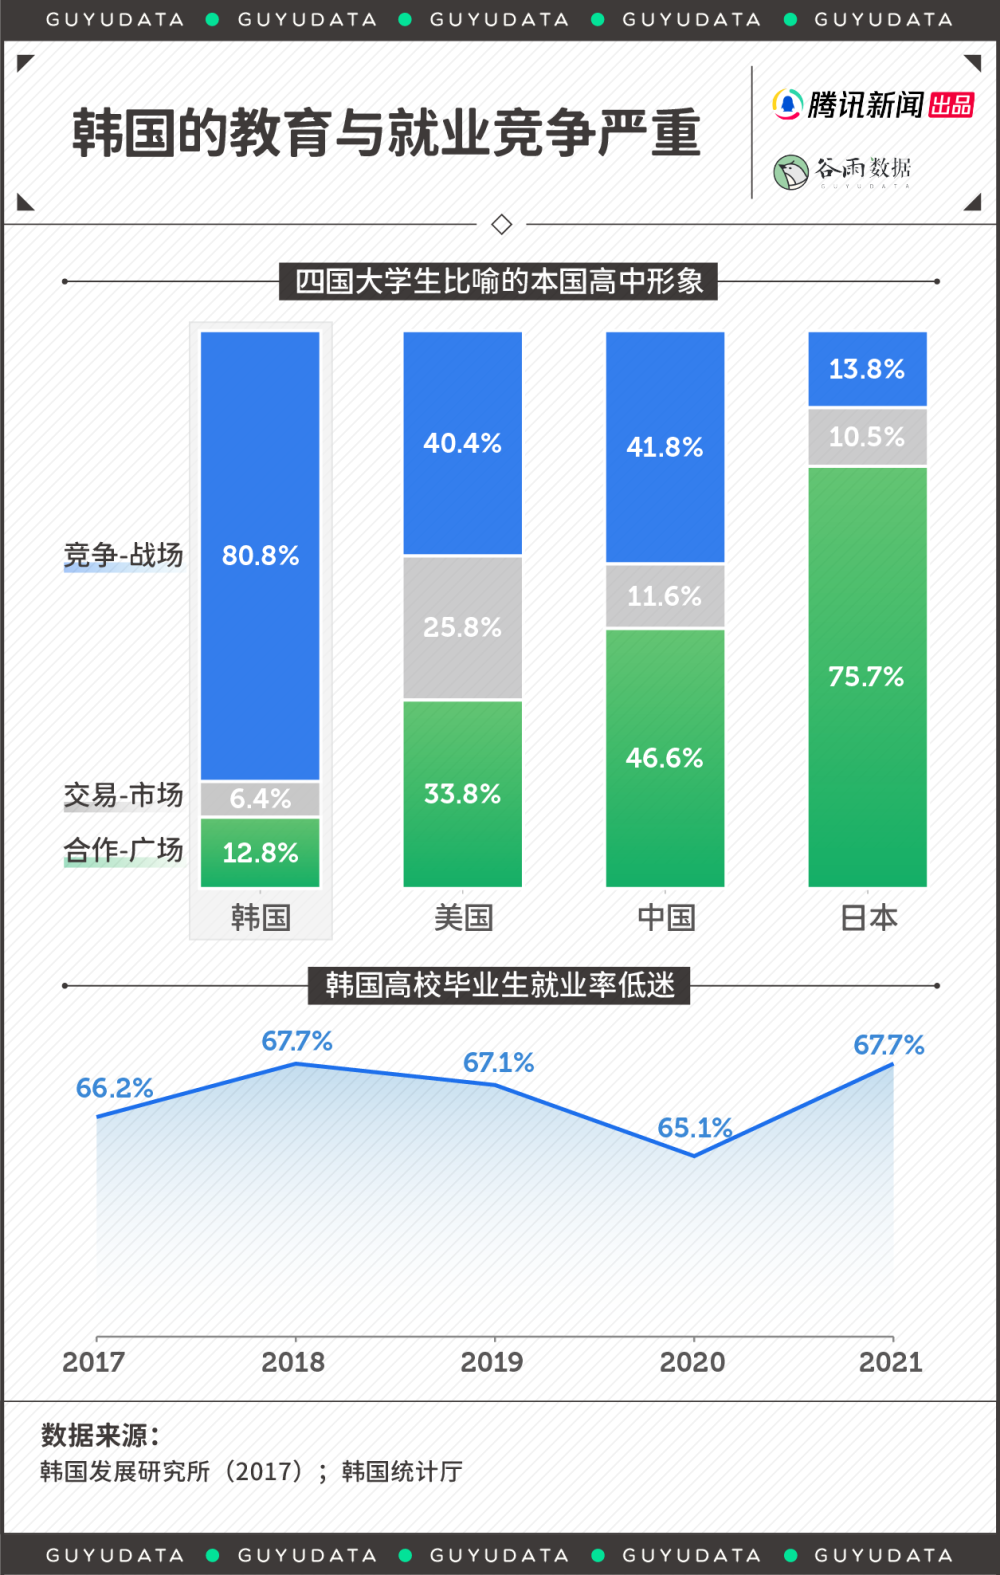 GUYUDATA GUYUDATA GUYUDATA GUYUDATA GUYUDATA
韩国的教育与就业竞争严重
腾讯新闻 出品
谷雨数据
GUYUDATA
四国大学生比喻的本国高中形象
13.8%
10.5%
40.4%
41.8%
竞争-战场
80.8%
11.6%
25.8%
75.7%
46.6%
交易-市场
6.4%
33.8%
合作-广场
12.8%
韩国
美国
中国
日本
韩国高校毕业生就业率低迷
66.2%
67.7%
67.1%
65.1%
67.7%
2017
2018
2019
2020
2021
数据来源：
韩国发展研究所（2017）；韩国统计厅
GUYUDATA GUYUDATA GUYUDATA GUYUDATA GUYUDATA